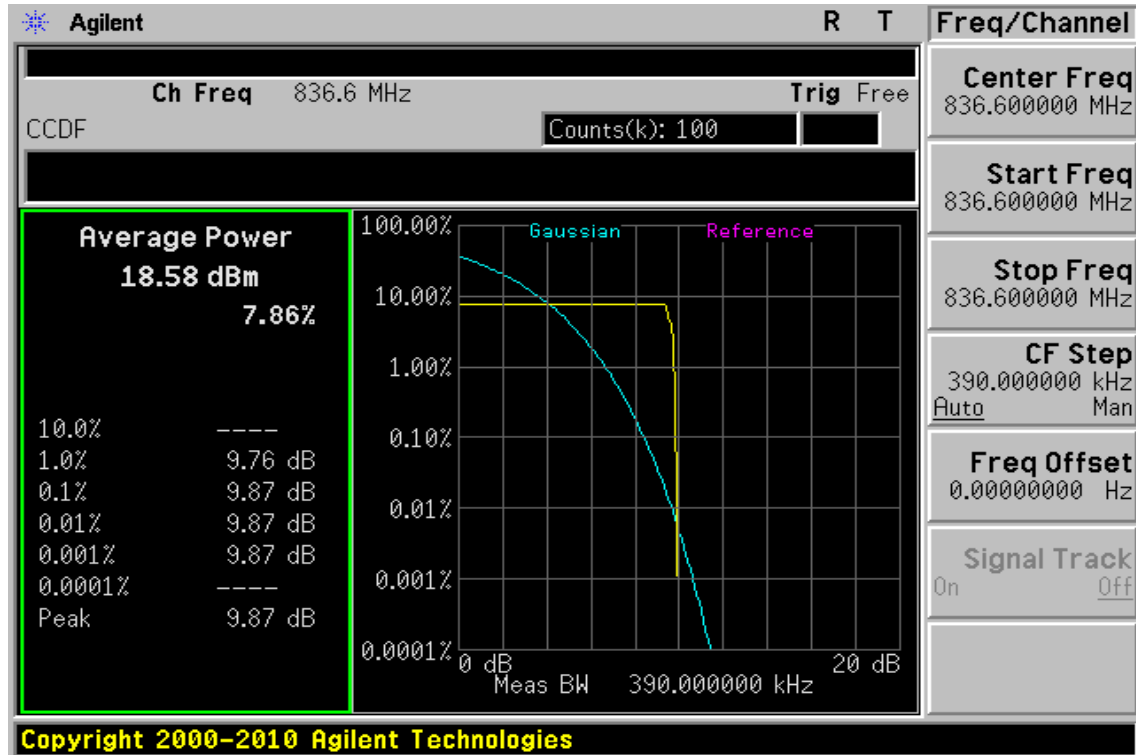 Agilent R T Freq/Channel
Ch Freq 836.6 MHz Trig Free
CCDF Counts(k): 100
Average Power
18.58 dBm
7.86%
10.0% ----
1.0% 9.76 dB
0.1% 9.87 dB
0.01% 9.87 dB
0.001% 9.87 dB
0.0001% ----
Peak 9.87 dB
Gaussian Reference
100.00%
10.00%
1.00%
0.10%
0.01%
0.001%
0.0001%
0 dB 20 dB
Meas BW 390.000000 kHz
Center Freq
836.600000 MHz
Start Freq
836.600000 MHz
Stop Freq
836.600000 MHz
CF Step
390.000000 kHz
Auto Man
Freq Offset
0.00000000 Hz
Signal Track
On Off
Copyright 2000-2010 Agilent Technologies